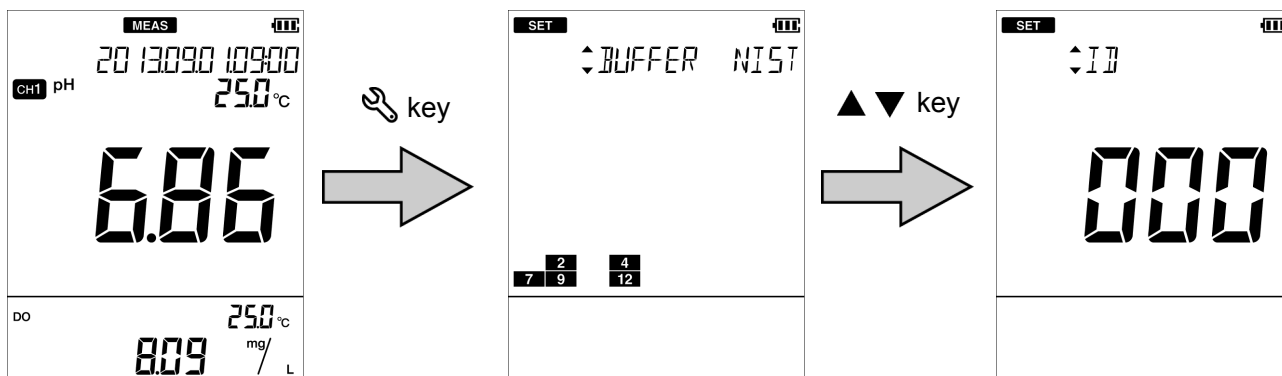 MEAS
2013.09.01.09:00
CH1 pH
25.0 °C
6.86
DO
25.0 °C
8.09 mg/L
key
SET
BUFFER NIST
2 4
7 9 12
▲ ▼ key
SET
ID
000